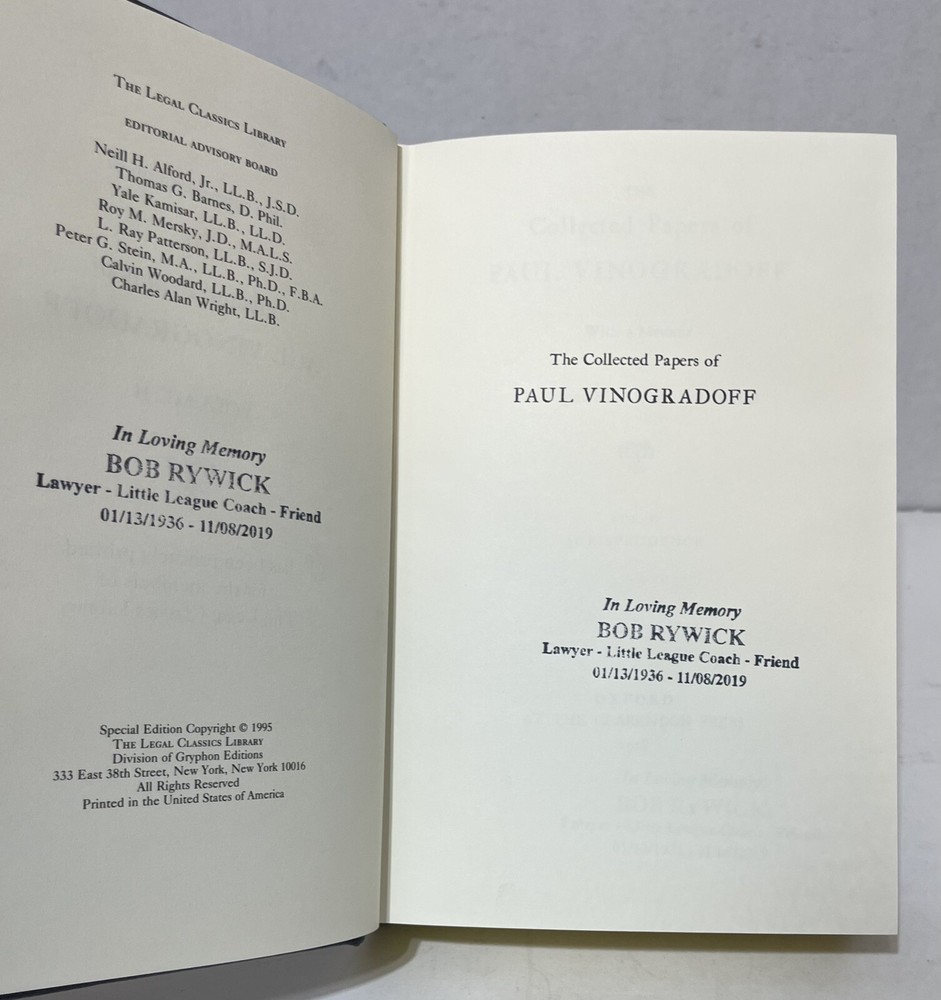 THE LEGAL CLASSICS LIBRARY
EDITORIAL ADVISORY BOARD
Neill H. Alford, Jr., LL.B., J.S.D.
Thomas G. Barnes, D. Phil.
Yale Kamisar, LL.B., LL.D.
Roy M. Mersky, J.D., M.A.L.S.
L. Ray Patterson, LL.B., S.J.D.
Peter G. Stein, M.A., LL.B., Ph.D., F.B.A.
Calvin Woodard, LL.B., Ph.D.
Charles Alan Wright, LL.B.
In Loving Memory
BOB RYWICK
Lawyer - Little League Coach - Friend
01/13/1936 - 11/08/2019
Special Edition Copyright © 1995
THE LEGAL CLASSICS LIBRARY
Division of Gryphon Editions
333 East 38th Street, New York, New York 10016
All Rights Reserved
Printed in the United States of America
The Collected Papers of
PAUL VINOGRADOFF
In Loving Memory
BOB RYWICK
Lawyer - Little League Coach - Friend
01/13/1936 - 11/08/2019